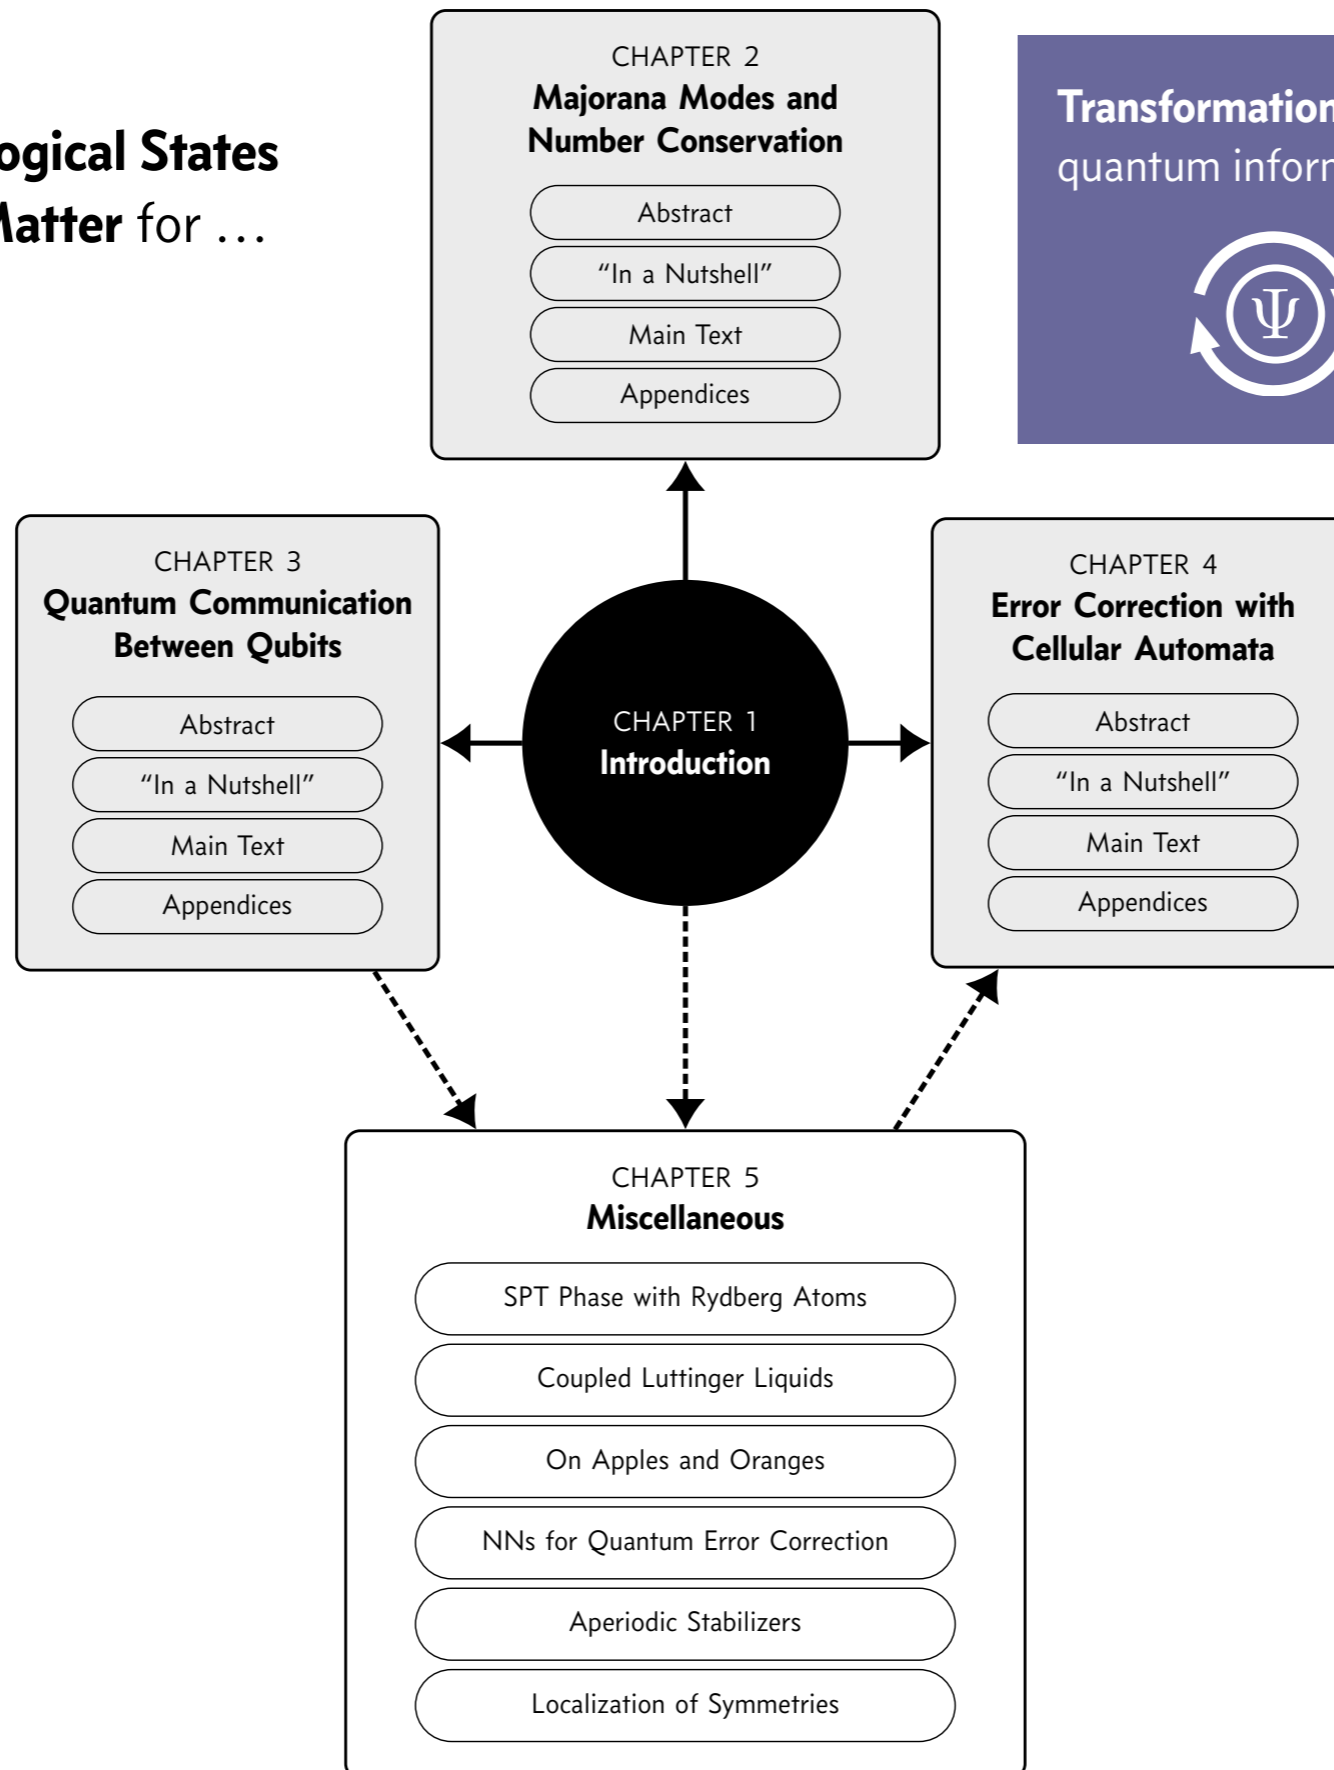 ogical States
Matter for …
CHAPTER 2
Majorana Modes and
Number Conservation
Abstract
“In a Nutshell”
Main Text
Appendices
Transformation
quantum inform
Ψ
CHAPTER 3
Quantum Communication
Between Qubits
Abstract
“In a Nutshell”
Main Text
Appendices
CHAPTER 1
Introduction
CHAPTER 4
Error Correction with
Cellular Automata
Abstract
“In a Nutshell”
Main Text
Appendices
CHAPTER 5
Miscellaneous
SPT Phase with Rydberg Atoms
Coupled Luttinger Liquids
On Apples and Oranges
NNs for Quantum Error Correction
Aperiodic Stabilizers
Localization of Symmetries